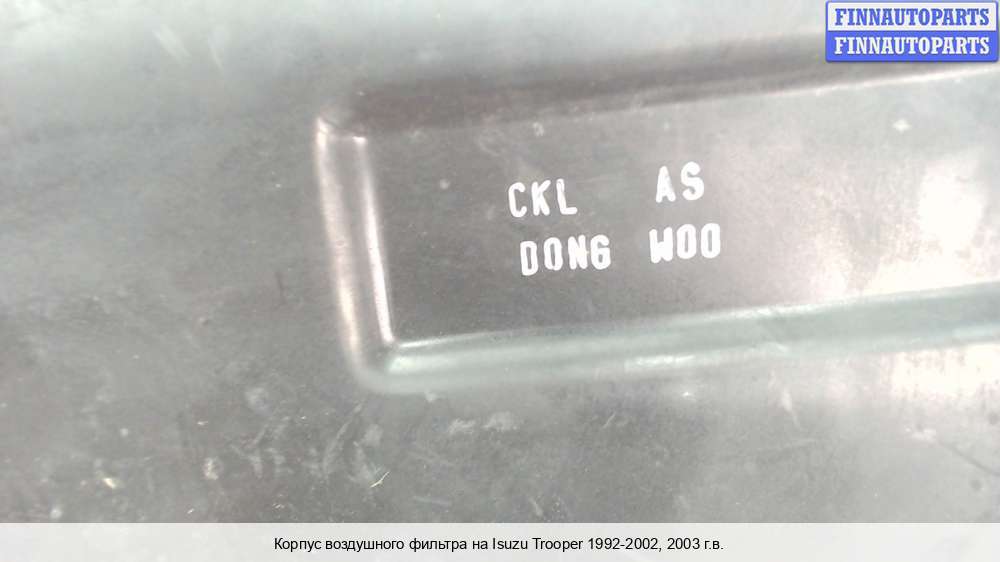 FINNAUTOPARTS
FINNAUTOPARTS
CKL AS
DONG WOO
Корпус воздушного фильтра на Isuzu Trooper 1992-2002, 2003 г.в.